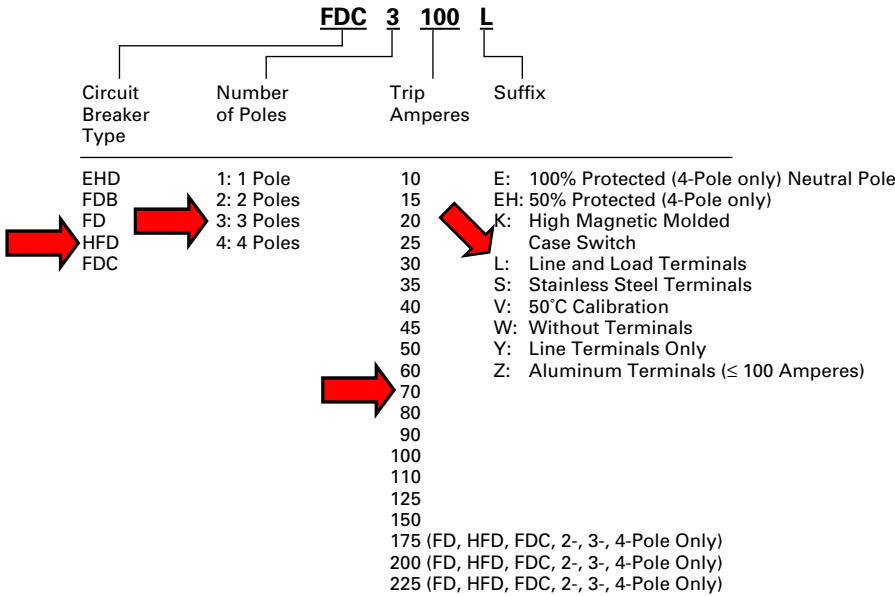 FDC 3 100 L
Circuit Breaker Type
Number of Poles
Trip Amperes
Suffix
EHD
FDB
FD
HFD
FDC
1: 1 Pole
2: 2 Poles
3: 3 Poles
4: 4 Poles
10
15
20
25
30
35
40
45
50
60
70
80
90
100
110
125
150
175 (FD, HFD, FDC, 2-, 3-, 4-Pole Only)
200 (FD, HFD, FDC, 2-, 3-, 4-Pole Only)
225 (FD, HFD, FDC, 2-, 3-, 4-Pole Only)
E: 100% Protected (4-Pole only) Neutral Pole
EH: 50% Protected (4-Pole only)
K: High Magnetic Molded
Case Switch
L: Line and Load Terminals
S: Stainless Steel Terminals
V: 50°C Calibration
W: Without Terminals
Y: Line Terminals Only
Z: Aluminum Terminals (≤ 100 Amperes)